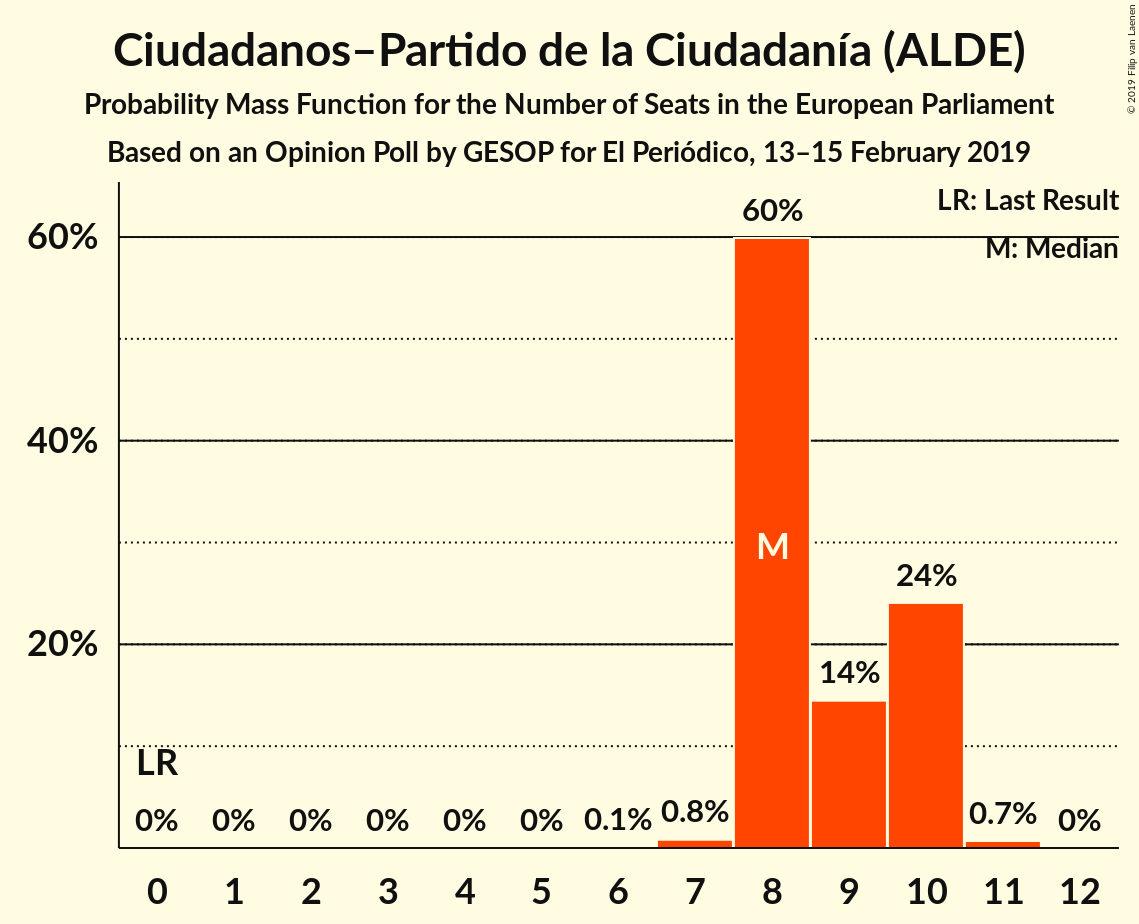 Ciudadanos–Partido de la Ciudadanía (ALDE)
Probability Mass Function for the Number of Seats in the European Parliament
Based on an Opinion Poll by GESOP for El Periódico, 13–15 February 2019
© 2019 Filip van Laenen
LR: Last Result
M: Median
60%
40%
20%
60%
M
24%
14%
LR
0% 0% 0% 0% 0% 0% 0.1% 0.8% 0.7% 0%
0 1 2 3 4 5 6 7 8 9 10 11 12